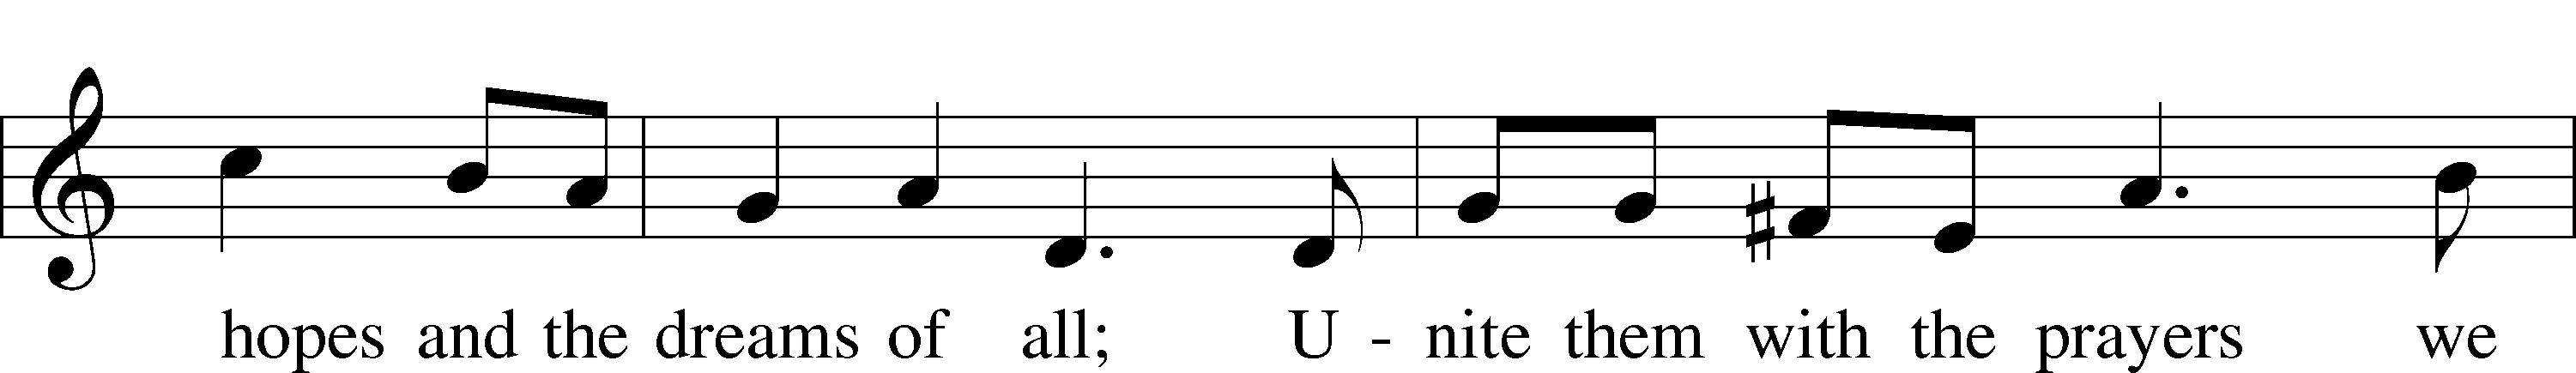 hopes and the dreams of all; U - nite them with the prayers we